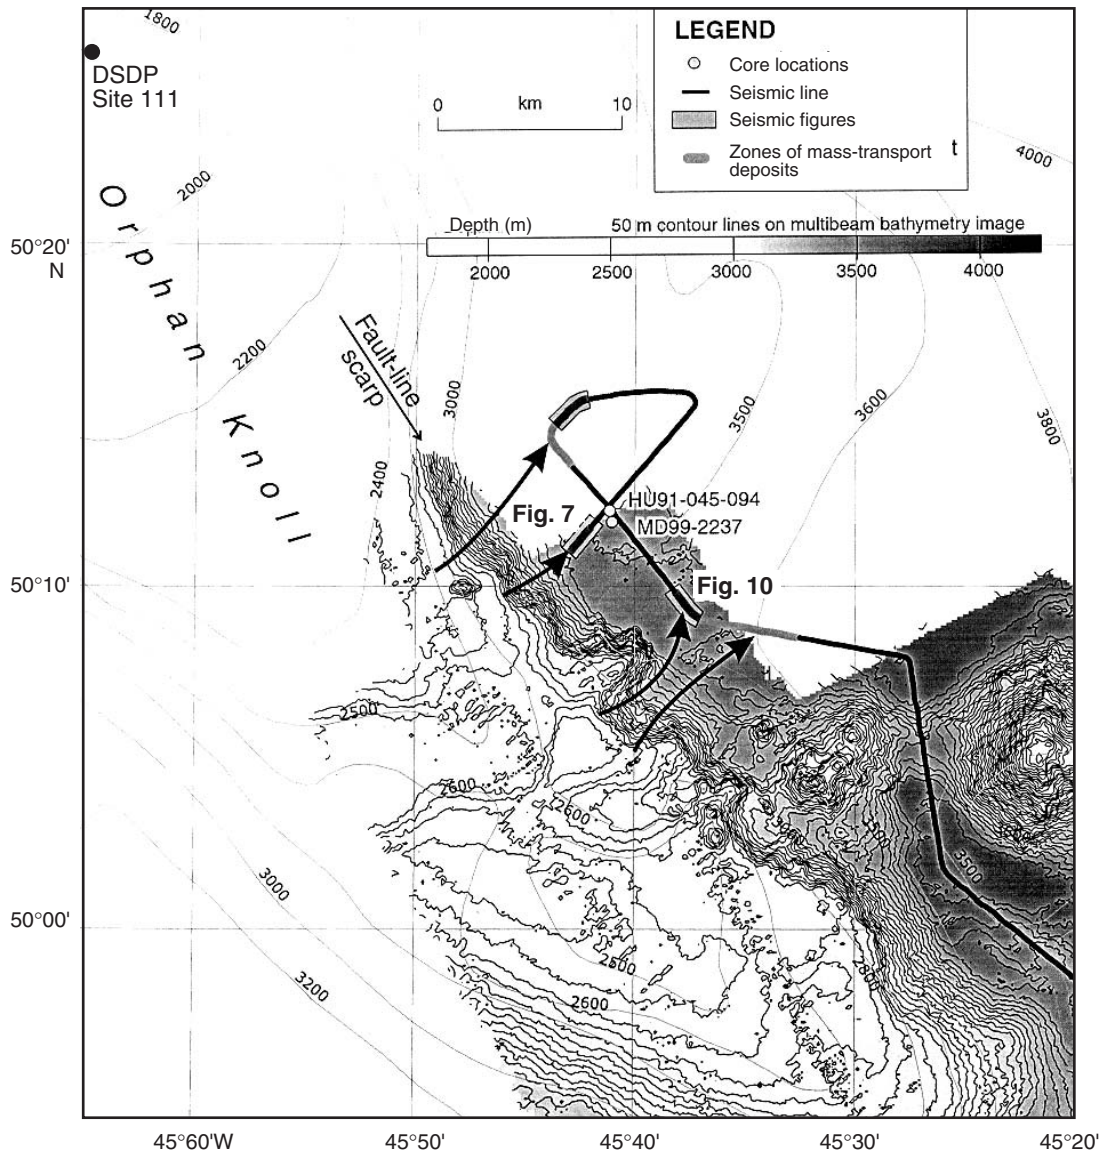 1800
DSDP
Site 111
LEGEND
Core locations
Seismic line
Seismic figures
Zones of mass-transport t
deposits
0 km 10
4000
2000
Orphan Knoll
50°20'
N
Depth (m) 50 m contour lines on multibeam bathymetry image
2000 2500 3000 3500 4000
Fault-line
scarp
2200
3000
3500
3600
3800
2400
HU91-045-094
Fig. 7
MD99-2237
50°10'
Fig. 10
2500
2600
2600
3500
3000
50°00'
2500
2800
3200
2600
45°60'W 45°50' 45°40' 45°30' 45°20'